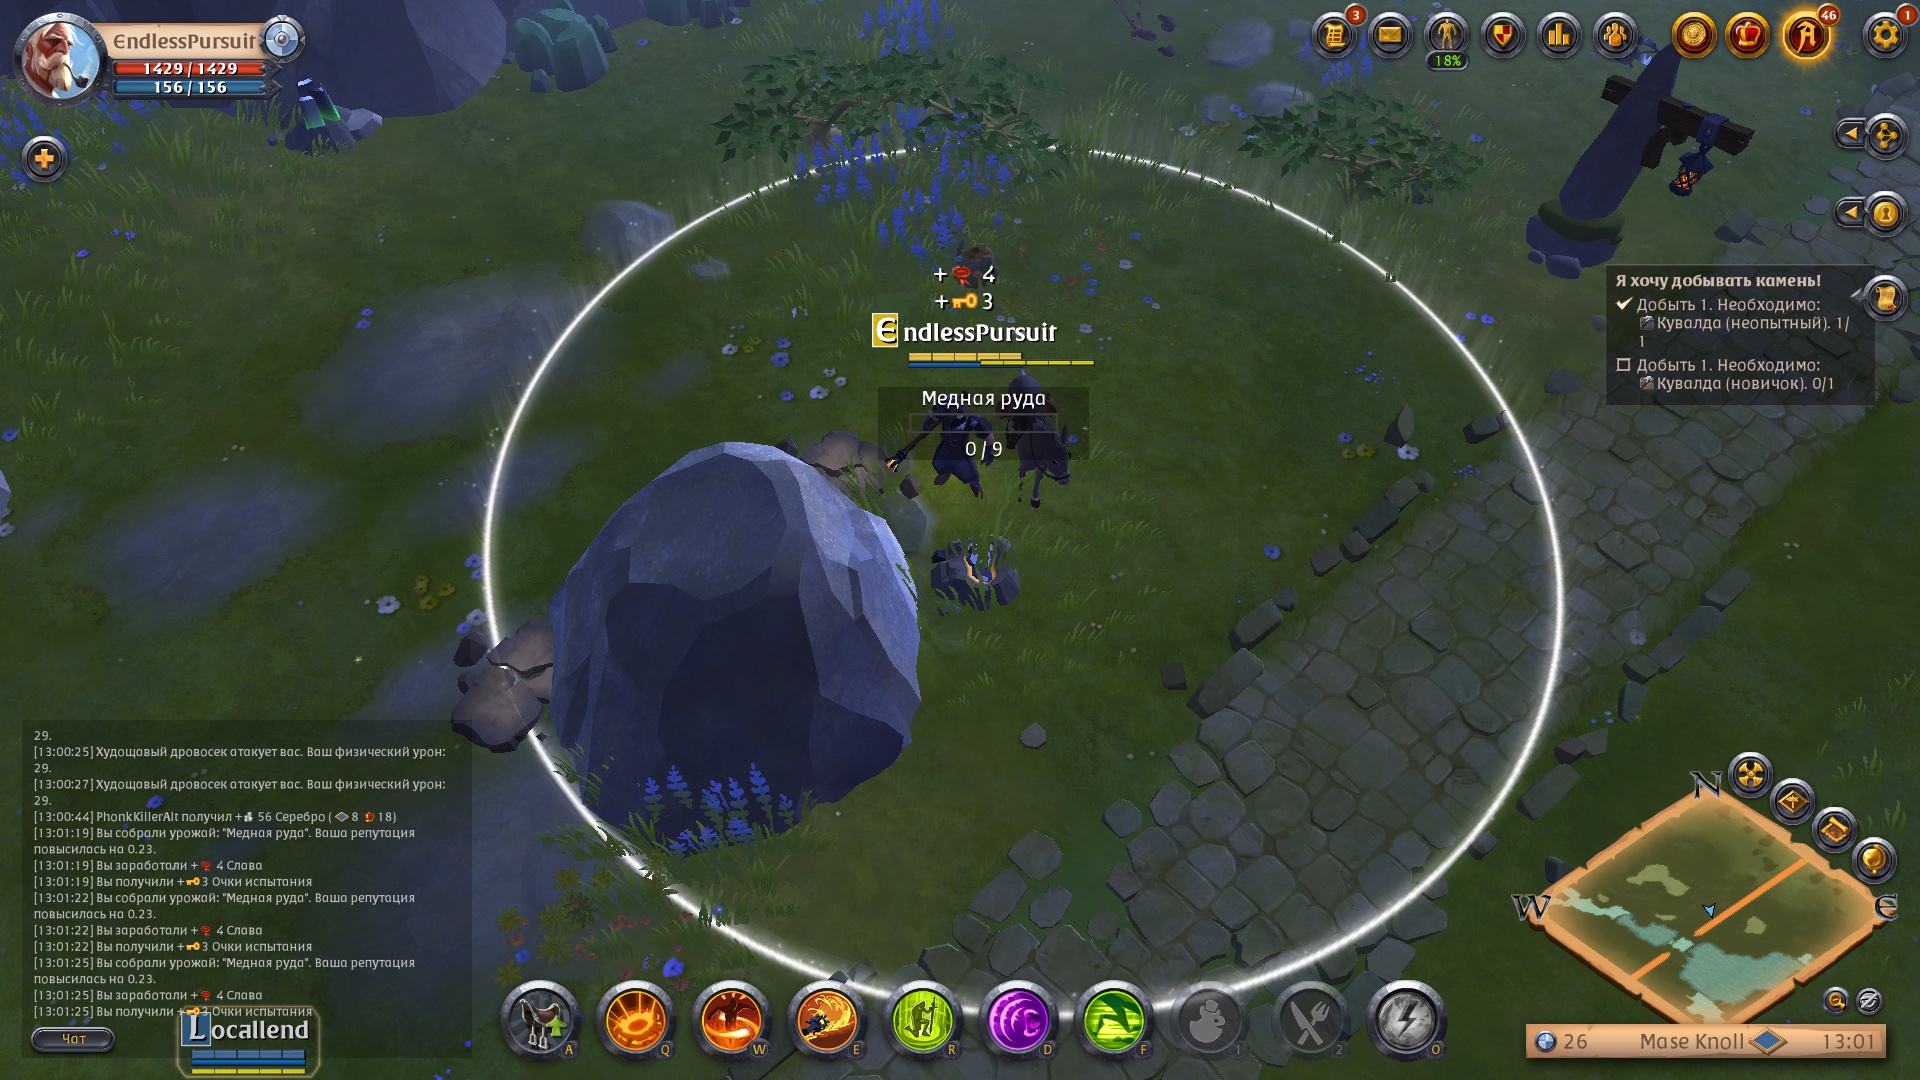 EndlessPursuit
1429 / 1429
156 / 156
3
18%
46
1
Я хочу добывать камень!
Добыть 1. Необходимо:
Кувалда (неопытный). 1/
1
Добыть 1. Необходимо:
Кувалда (новичок). 0/1
+ 4
+ 3
EndlessPursuit
Медная руда
0 / 9
29.
[13:00:25] Худощавый дровосек атакует вас. Ваш физический урон:
29.
[13:00:27] Худощавый дровосек атакует вас. Ваш физический урон:
29.
[13:00:44] PhonkKillerAlt получил + 56 Серебро ( 8 18)
[13:01:19] Вы собрали урожай: "Медная руда". Ваша репутация
повысилась на 0.23.
[13:01:19] Вы заработали + 4 Слава
[13:01:19] Вы получили + 3 Очки испытания
[13:01:22] Вы собрали урожай: "Медная руда". Ваша репутация
повысилась на 0.23.
[13:01:22] Вы заработали + 4 Слава
[13:01:22] Вы получили + 3 Очки испытания
[13:01:25] Вы собрали урожай: "Медная руда". Ваша репутация
повысилась на 0.23.
[13:01:25] Вы заработали + 4 Слава
[13:01:25] Вы получили + 3 Очки испытания
Чат
Locallend
A
Q
W
E
R
D
F
1
2
O
N
W
E
26 Mase Knoll 13:01